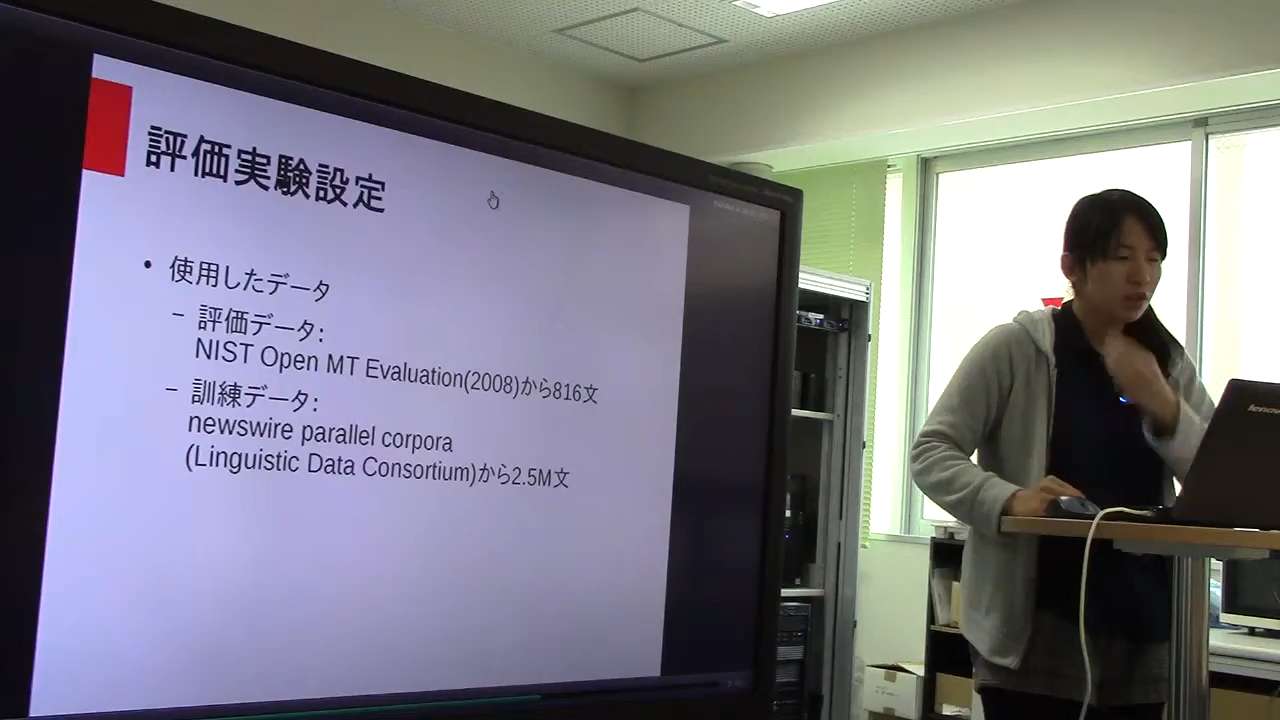 評価実験設定
• 使用したデータ
– 評価データ:
NIST Open MT Evaluation(2008)から816文
– 訓練データ:
newswire parallel corpora
(Linguistic Data Consortium)から2.5M文
lenovo